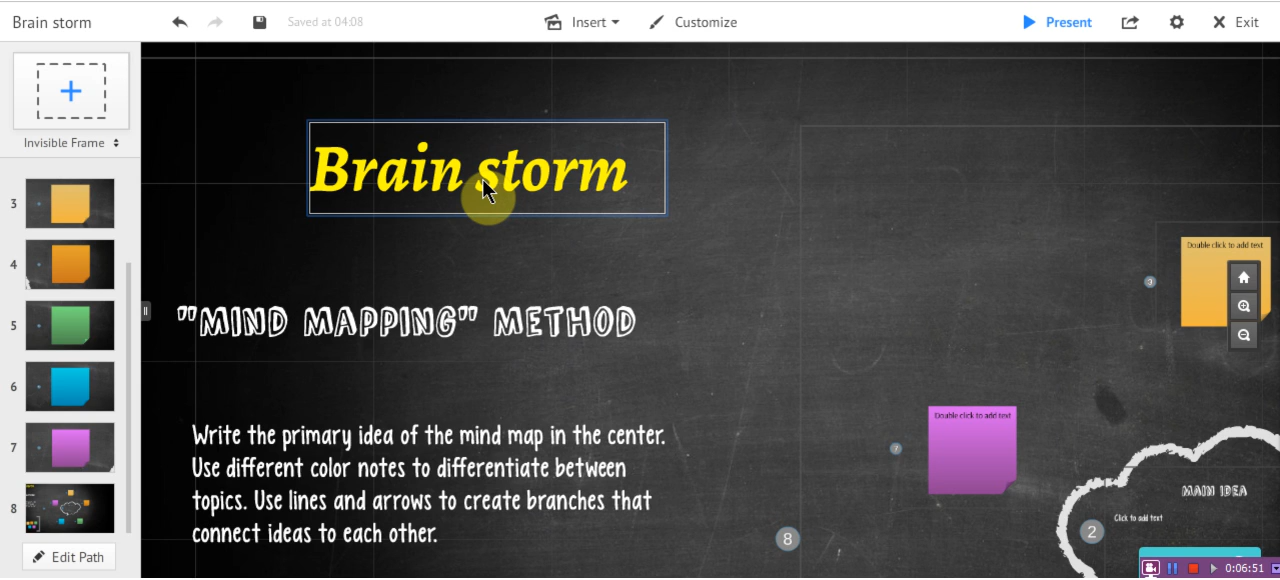 Brain storm
Saved at 04:08
Insert
Customize
Present
Exit
Invisible Frame
3
4
5
6
7
8
Edit Path
Brain storm
"MIND MAPPING" METHOD
Write the primary idea of the mind map in the center.
Use different color notes to differentiate between
topics. Use lines and arrows to create branches that
connect ideas to each other.
Double click to add text
3
Double click to add text
7
MAIN IDEA
Click to add text
2
8
0:06:51